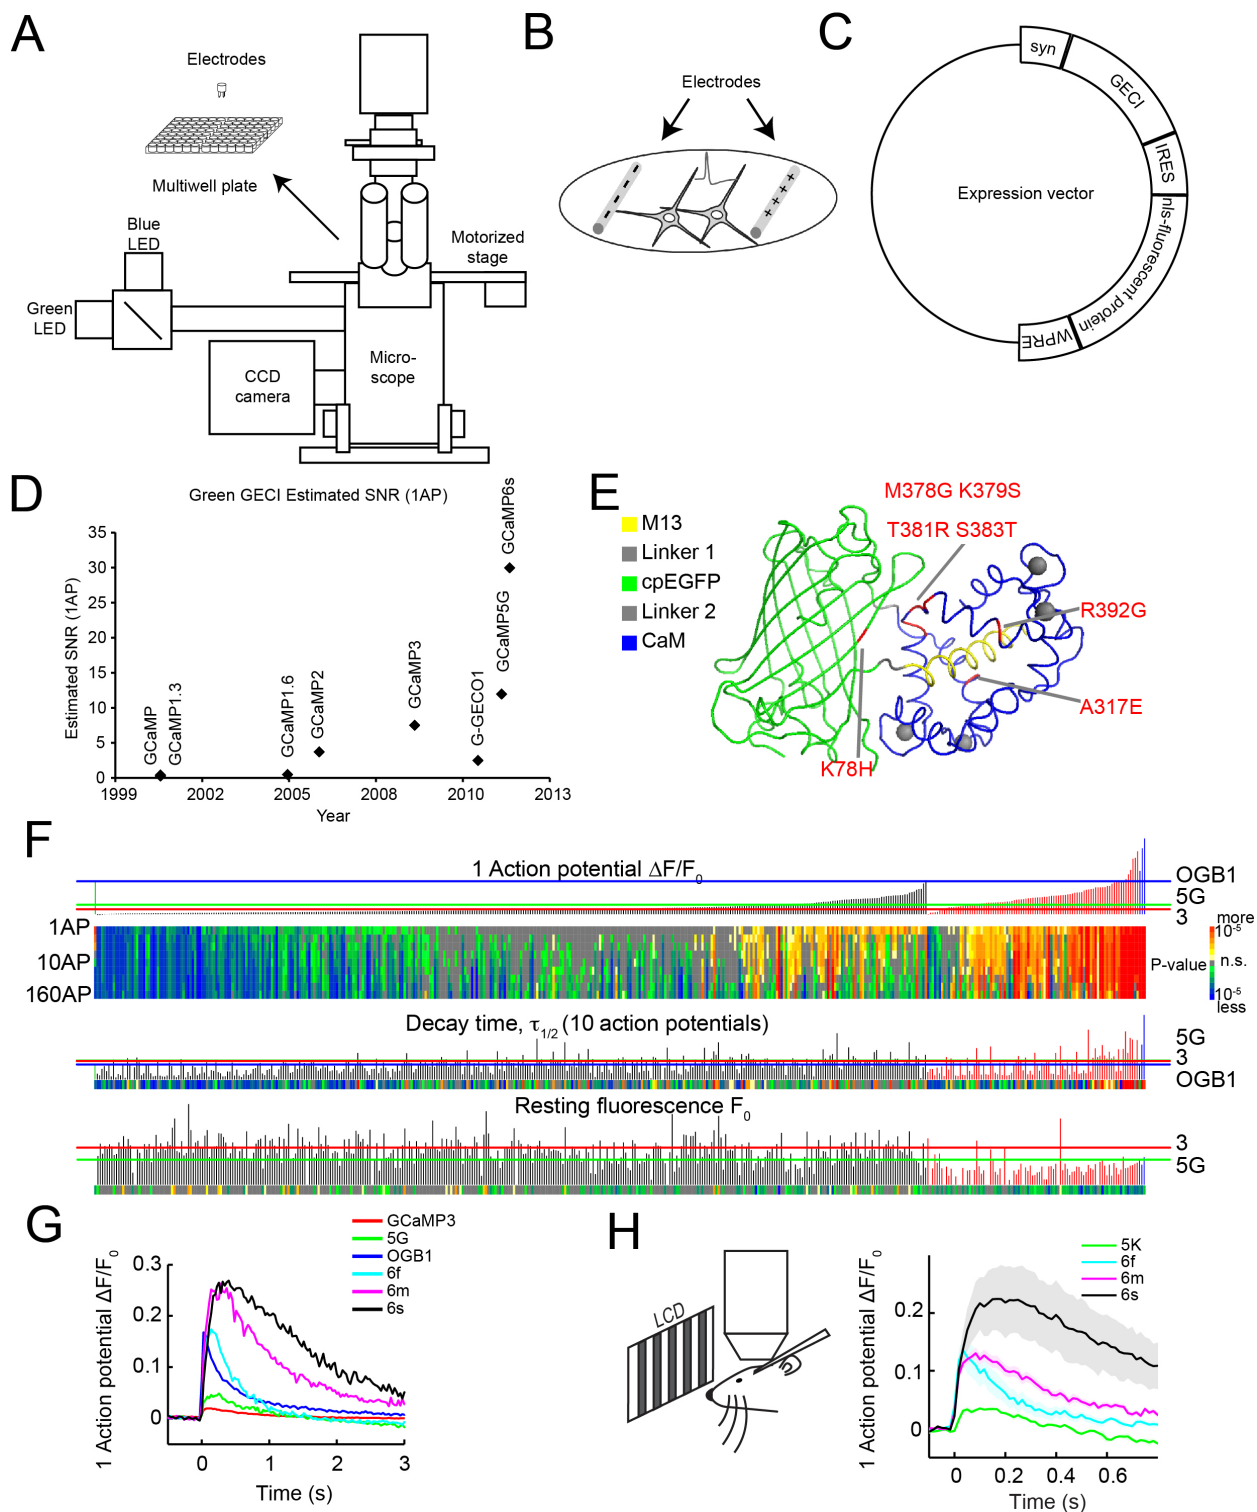 A
Electrodes
Multiwell plate
Blue
LED
Green
LED
Motorized
stage
Micro-
scope
CCD
camera
B
Electrodes
- - - -
+ + + +
C
syn
GECI
IRES
nls-fluorescent protein
WPRE
Expression vector
D
Green GECI Estimated SNR (1AP)
Estimated SNR (1AP)
35
30
25
20
15
10
5
0
GCaMP
GCaMP1.3
GCaMP1.6
GCaMP2
GCaMP3
G-GECO1
GCaMP5G
GCaMP6s
1999
2002
2005
2008
2010
2013
Year
E
M13
Linker 1
cpEGFP
Linker 2
CaM
M378G K379S
T381R S383T
R392G
A317E
K78H
F
1 Action potential ΔF/F0
OGB1
5G
3
1AP
10AP
160AP
more
10-5
P-value
n.s.
10-5
less
Decay time, τ1/2 (10 action potentials)
5G
3
OGB1
Resting fluorescence F0
3
5G
G
GCaMP3
5G
OGB1
6f
6m
6s
1 Action potential ΔF/F0
0.3
0.2
0.1
0
0
1
2
3
Time (s)
H
LCD
5K
6f
6m
6s
1 Action potential ΔF/F0
0.2
0.1
0
0
0.2
0.4
0.6
Time (s)